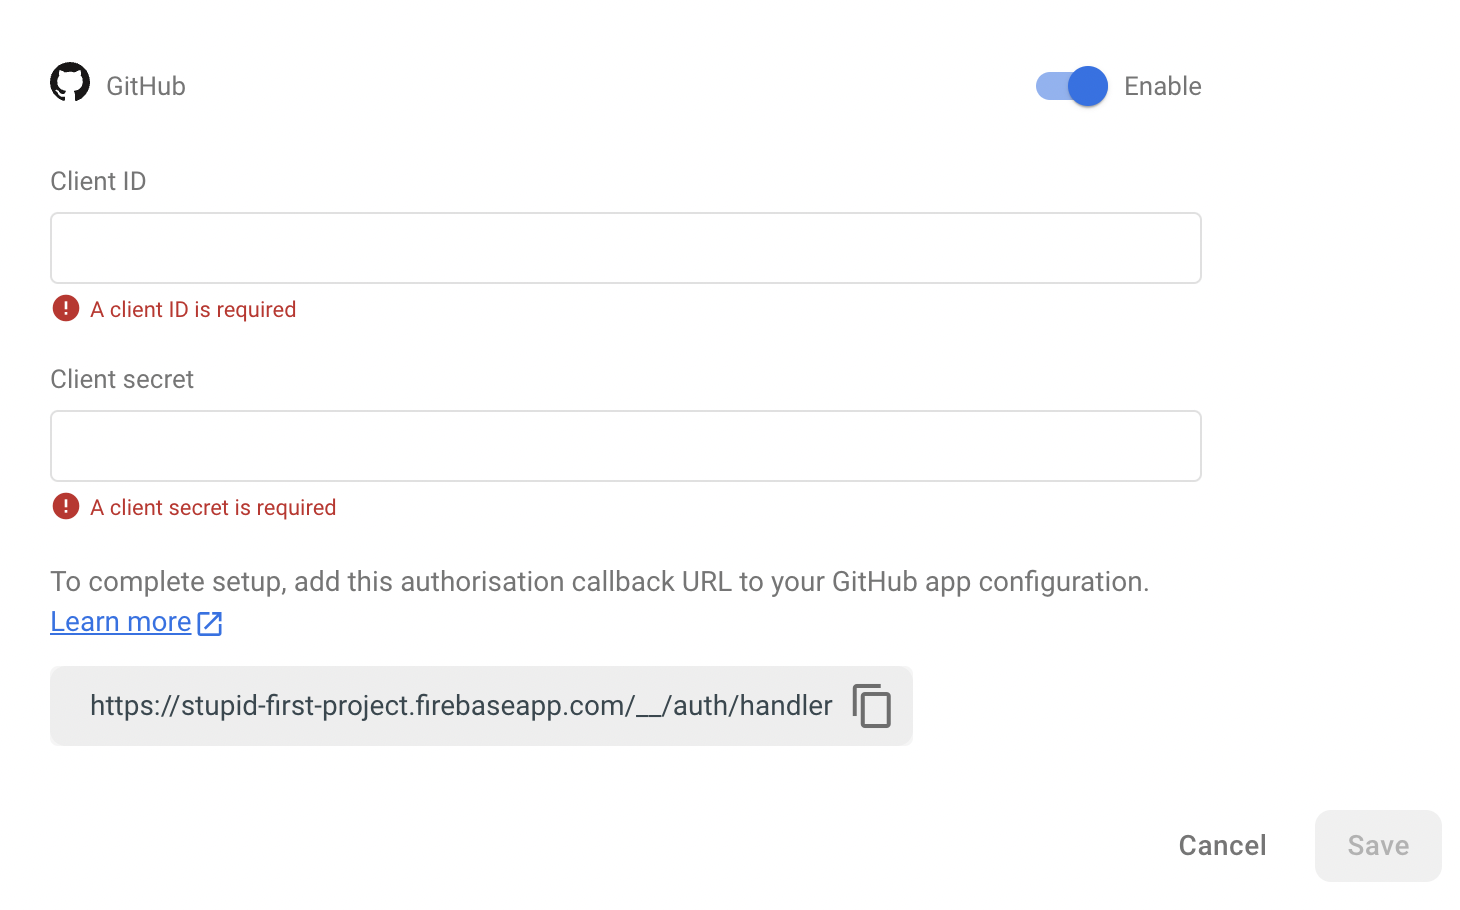 GitHub
Enable
Client ID
A client ID is required
Client secret
A client secret is required
To complete setup, add this authorisation callback URL to your GitHub app configuration.
Learn more
https://stupid-first-project.firebaseapp.com/__/auth/handler
Cancel
Save